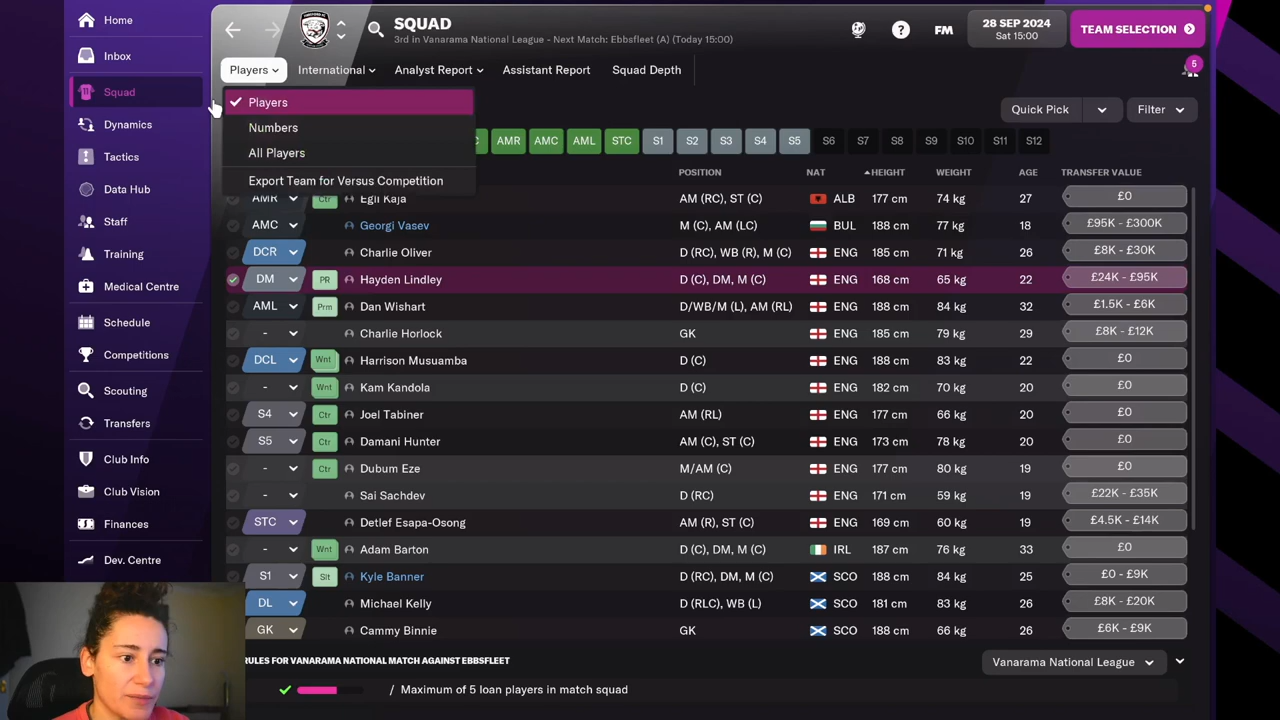 Home
Inbox
Squad
Dynamics
Tactics
Data Hub
Staff
Training
Medical Centre
Schedule
Competitions
Scouting
Transfers
Club Info
Club Vision
Finances
Dev. Centre
SQUAD
3rd in Vanarama National League - Next Match: Ebbsfleet (A) (Today 15:00)
? FM
28 SEP 2024
Sat 15:00
TEAM SELECTION
Players International Analyst Report Assistant Report Squad Depth 5
Players
Numbers
All Players
Export Team for Versus Competition
Quick Pick Filter
AMR AMC AML STC S1 S2 S3 S4 S5 S6 S7 S8 S9 S10 S11 S12
POSITION NAT HEIGHT WEIGHT AGE TRANSFER VALUE
AMR Ctr Egli Kaja AM (RC), ST (C) ALB 177 cm 74 kg 27 £0
AMC Georgi Vasev M (C), AM (LC) BUL 188 cm 77 kg 18 £95K - £300K
DCR Charlie Oliver D (RC), WB (R), M (C) ENG 185 cm 71 kg 26 £8K - £30K
DM PR Hayden Lindley D (C), DM, M (C) ENG 168 cm 65 kg 22 £24K - £95K
AML Prm Dan Wishart D/WB/M (L), AM (RL) ENG 188 cm 84 kg 32 £1.5K - £6K
- Charlie Horlock GK ENG 185 cm 79 kg 29 £8K - £12K
DCL Wnt Harrison Musuamba D (C) ENG 188 cm 83 kg 22 £0
- Wnt Kam Kandola D (C) ENG 182 cm 70 kg 20 £0
S4 Ctr Joel Tabiner AM (RL) ENG 177 cm 66 kg 20 £0
S5 Ctr Damani Hunter AM (C), ST (C) ENG 173 cm 78 kg 20 £0
- Ctr Dubum Eze M/AM (C) ENG 177 cm 80 kg 19 £0
- Sai Sachdev D (RC) ENG 171 cm 59 kg 19 £22K - £35K
STC Detlef Esapa-Osong AM (R), ST (C) ENG 169 cm 60 kg 19 £4.5K - £14K
- Wnt Adam Barton D (C), DM, M (C) IRL 187 cm 76 kg 33 £0
S1 Slt Kyle Banner D (RC), DM, M (C) SCO 188 cm 84 kg 25 £0 - £9K
DL Michael Kelly D (RLC), WB (L) SCO 181 cm 83 kg 26 £8K - £20K
GK Cammy Binnie GK SCO 188 cm 66 kg 26 £6K - £9K
RULES FOR VANARAMA NATIONAL MATCH AGAINST EBBSFLEET Vanarama National League
/ Maximum of 5 loan players in match squad